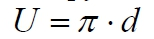 U = π · d